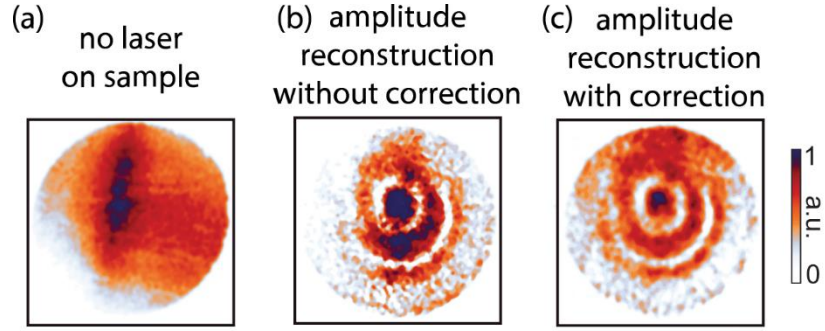 (a)
no laser
on sample
(b) amplitude
reconstruction
without correction
(c) amplitude
reconstruction
with correction
1
a.u.
0